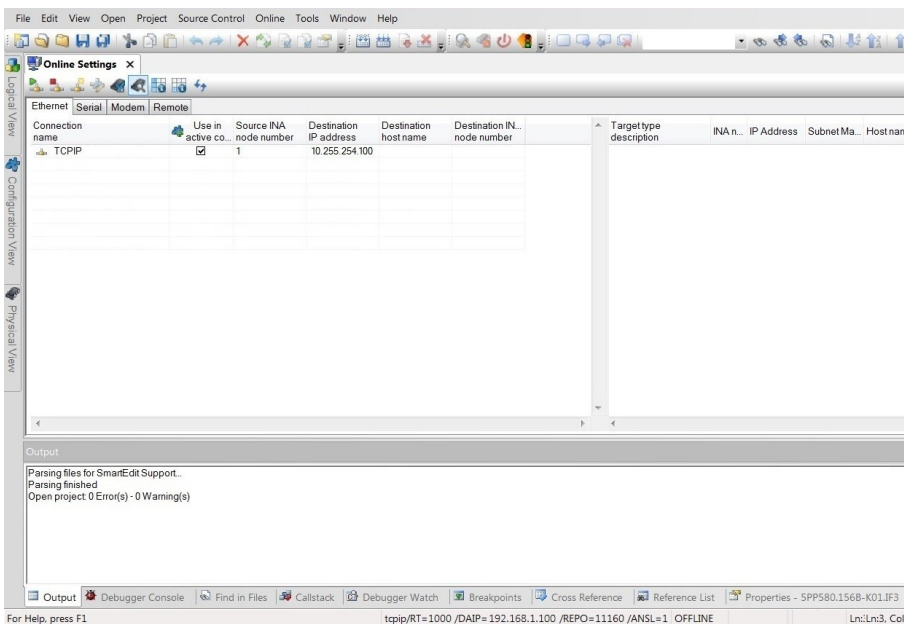 File Edit View Open Project Source Control Online Tools Window Help
Online Settings X
Logical View
Configuration View
Physical View
Ethernet Serial Modem Remote
Connection name
Use in active co...
Source INA node number
Destination IP address
Destination host name
Destination IN... node number
TCPIP 1 10.255.254.100
Target type description
INA n... IP Address Subnet Ma... Host nam
Output
Parsing files for SmartEdit Support...
Parsing finished
Open project: 0 Error(s) - 0 Warning(s)
Output Debugger Console Find in Files Callstack Debugger Watch Breakpoints Cross Reference Reference List Properties - 5PP580.156B-K01.IF3
For Help, press F1 tcpip/RT=1000 /DAIP=192.168.1.100 /REPO=11160 /ANSL=1 OFFLINE Ln::Ln:3, Col